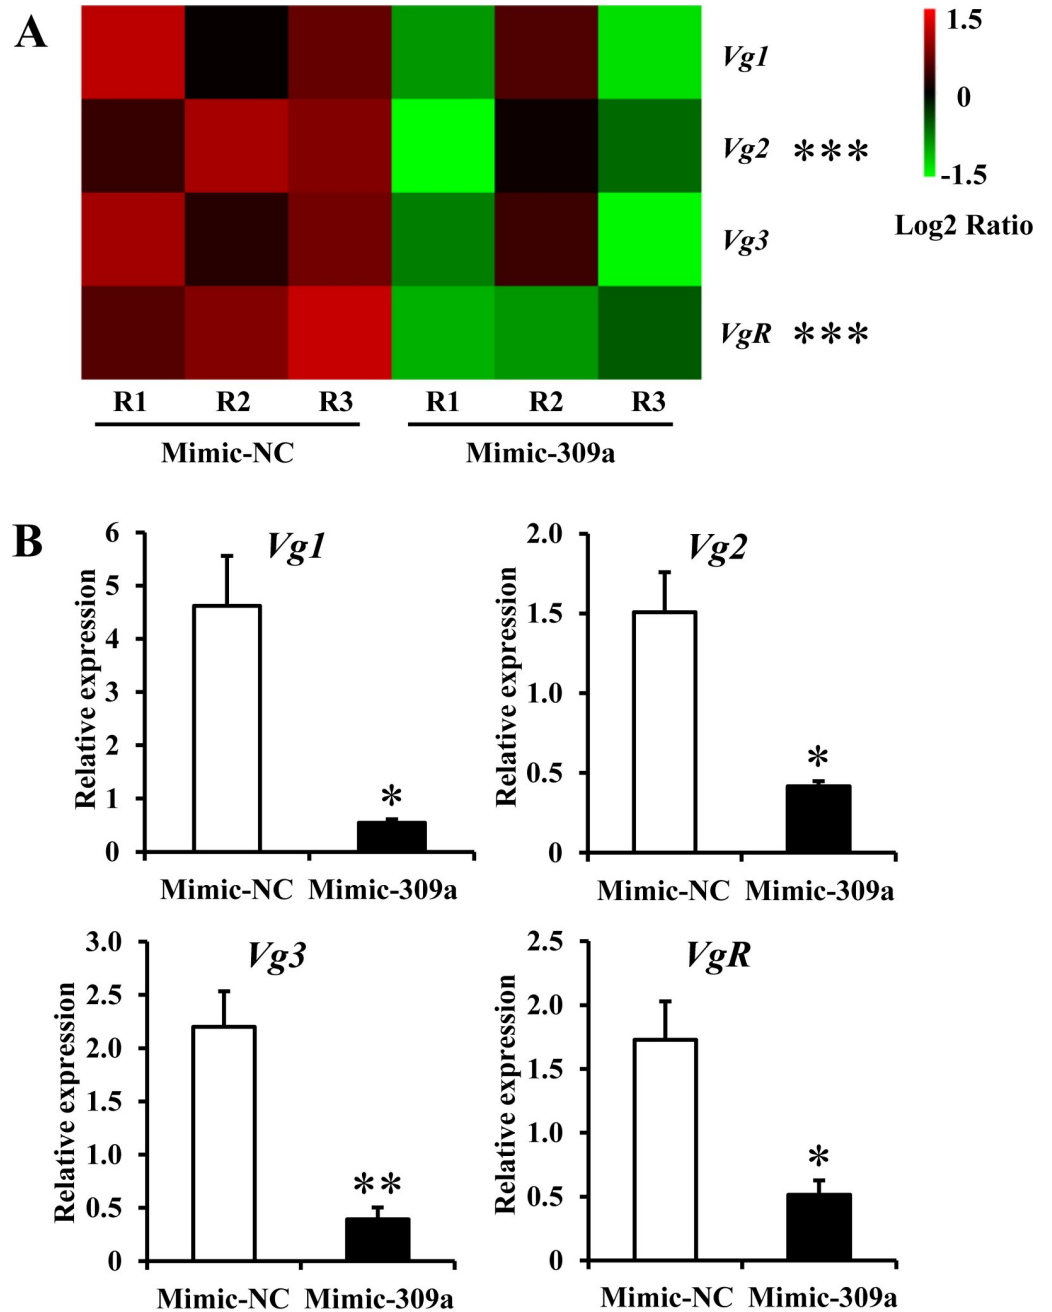 A
Vg1
Vg2 ***
Vg3
VgR ***
1.5
0
-1.5
Log2 Ratio
R1 R2 R3 R1 R2 R3
Mimic-NC Mimic-309a
B
Vg1
Relative expression
6
5
4
3
2
1
0
*
Mimic-NC Mimic-309a
Vg2
Relative expression
2.0
1.5
1.0
0.5
0
*
Mimic-NC Mimic-309a
Vg3
Relative expression
3.0
2.5
2.0
1.5
1.0
0.5
0
**
Mimic-NC Mimic-309a
VgR
Relative expression
2.5
2.0
1.5
1.0
0.5
0
*
Mimic-NC Mimic-309a